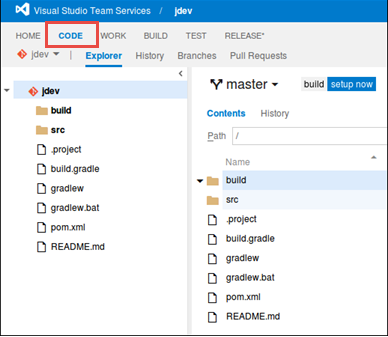 Visual Studio Team Services / jdev
HOME CODE WORK BUILD TEST RELEASE*
jdev | Explorer History Branches Pull Requests
jdev
build
src
.project
build.gradle
gradlew
gradlew.bat
pom.xml
README.md
master build setup now
Contents History
Path /
Name
build
src
.project
build.gradle
gradlew
gradlew.bat
pom.xml
README.md